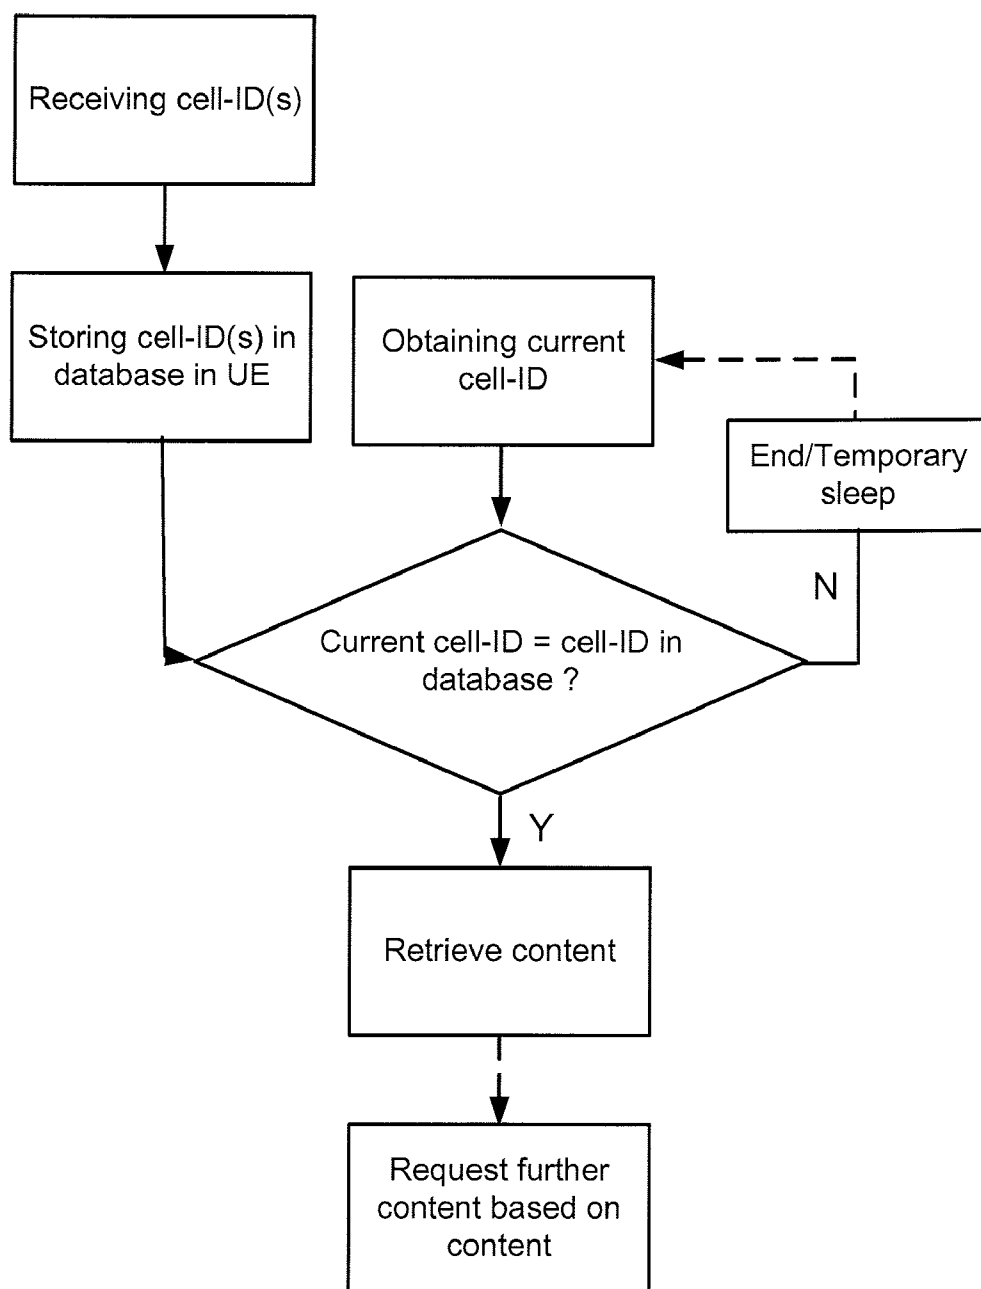 Receiving cell-ID(s)
Storing cell-ID(s) in
database in UE
Obtaining current
cell-ID
End/Temporary
sleep
N
Current cell-ID = cell-ID in
database ?
Y
Retrieve content
Request further
content based on
content